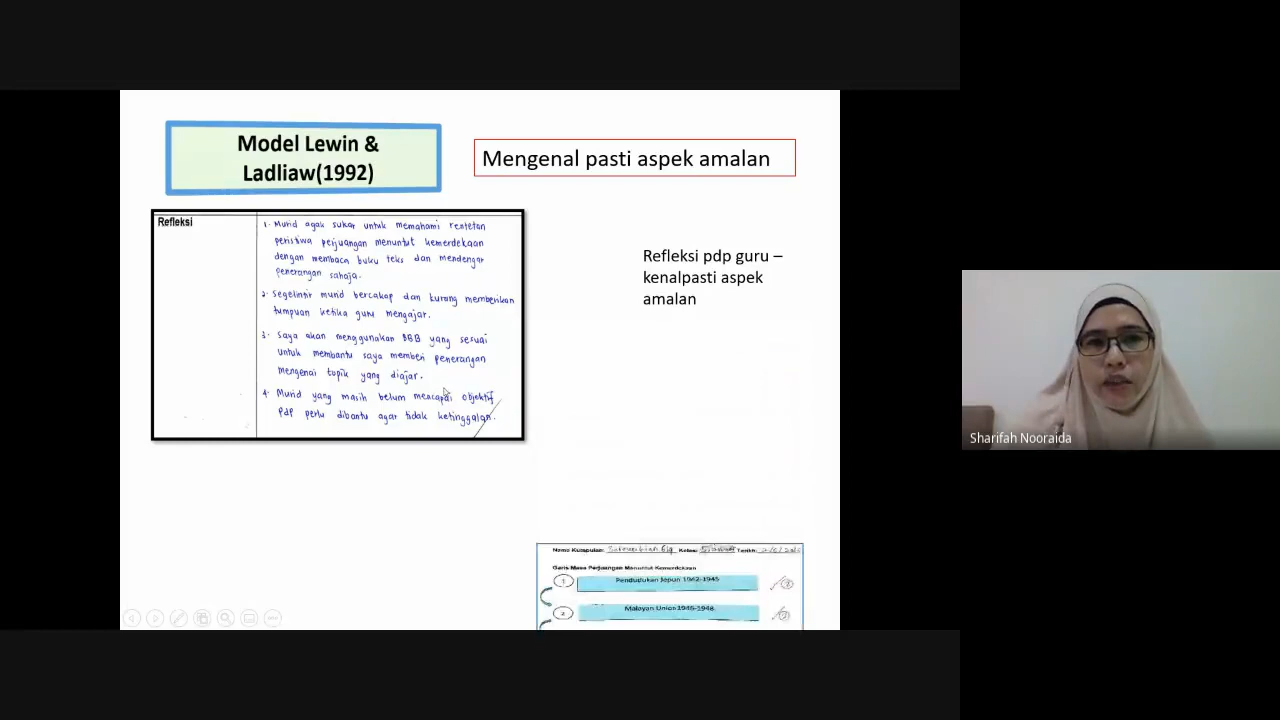 Model Lewin &
Ladliaw(1992)
Mengenal pasti aspek amalan
Refleksi
1. Murid agak sukar untuk memahami rentetan
peristiwa perjuangan menuntut kemerdekaan
dengan membaca buku teks dan mendengar
penerangan sahaja.
2. Segelintir murid bercakap dan kurang memberikan
tumpuan ketika guru mengajar.
3. Saya akan menggunakan BBB yang sesuai
untuk membantu saya memberi penerangan
mengenai topik yang diajar.
4. Murid yang masih belum mencapai objektif
PdP perlu dibantu agar tidak ketinggalan.
Refleksi pdp guru –
kenalpasti aspek
amalan
Nama Kumpulan: Kelas: Tarikh:
Garis Masa Perjuangan Menuntut Kemerdekaan
1 Pendudukan Jepun 1942-1945
2 Malayan Union 1946-1948
Sharifah Nooraida